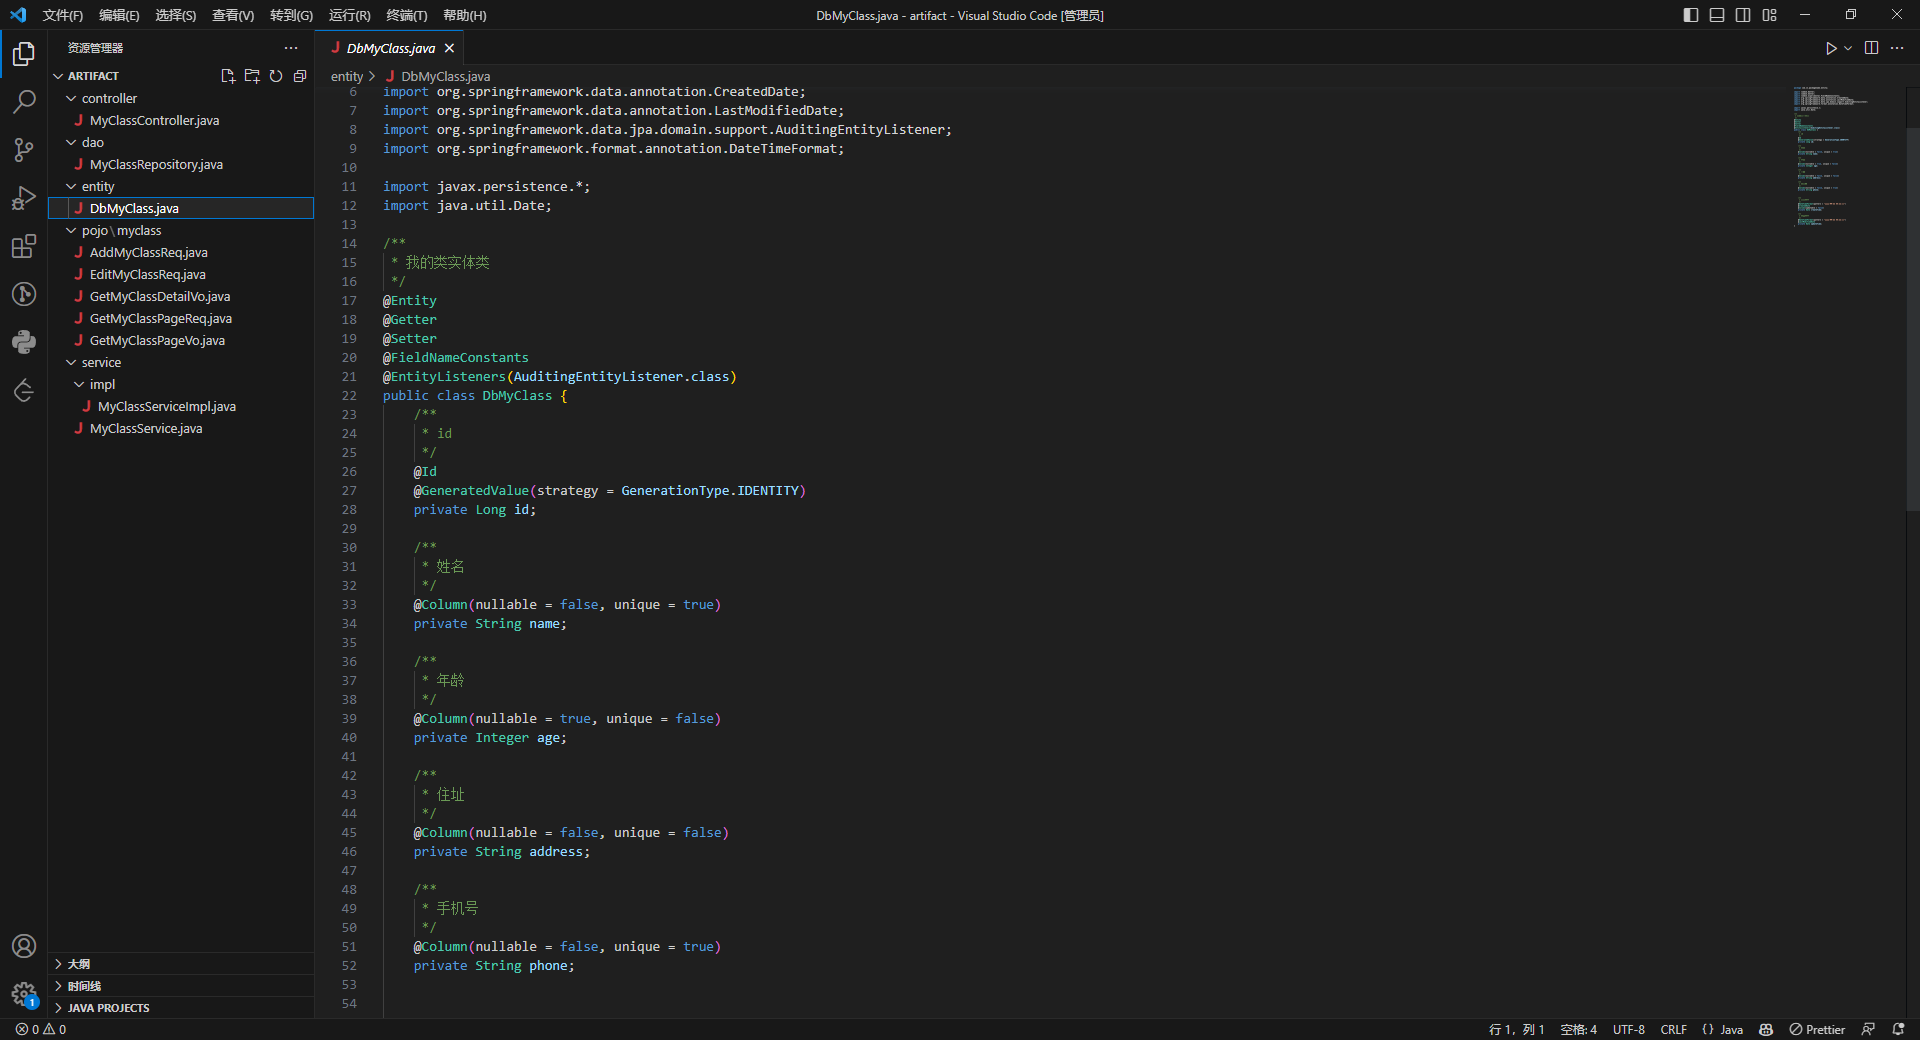 文件(F) 编辑(E) 选择(S) 查看(V) 转到(G) 运行(R) 终端(T) 帮助(H) DbMyClass.java - artifact - Visual Studio Code [管理员]
资源管理器 ···
ARTIFACT
controller
MyClassController.java
dao
MyClassRepository.java
entity
DbMyClass.java
pojo\myclass
AddMyClassReq.java
EditMyClassReq.java
GetMyClassDetailVo.java
GetMyClassPageReq.java
GetMyClassPageVo.java
service
impl
MyClassServiceImpl.java
MyClassService.java
大纲
时间线
JAVA PROJECTS
DbMyClass.java
entity > DbMyClass.java
6 import org.springframework.data.annotation.CreatedDate;
7 import org.springframework.data.annotation.LastModifiedDate;
8 import org.springframework.data.jpa.domain.support.AuditingEntityListener;
9 import org.springframework.format.annotation.DateTimeFormat;
10
11 import javax.persistence.*;
12 import java.util.Date;
13
14 /**
15  * 我的类实体类
16  */
17 @Entity
18 @Getter
19 @Setter
20 @FieldNameConstants
21 @EntityListeners(AuditingEntityListener.class)
22 public class DbMyClass {
23     /**
24      * id
25      */
26     @Id
27     @GeneratedValue(strategy = GenerationType.IDENTITY)
28     private Long id;
29
30     /**
31      * 姓名
32      */
33     @Column(nullable = false, unique = true)
34     private String name;
35
36     /**
37      * 年龄
38      */
39     @Column(nullable = true, unique = false)
40     private Integer age;
41
42     /**
43      * 住址
44      */
45     @Column(nullable = false, unique = false)
46     private String address;
47
48     /**
49      * 手机号
50      */
51     @Column(nullable = false, unique = true)
52     private String phone;
53
54
1
0 0 行 1，列 1 空格: 4 UTF-8 CRLF { } Java Prettier